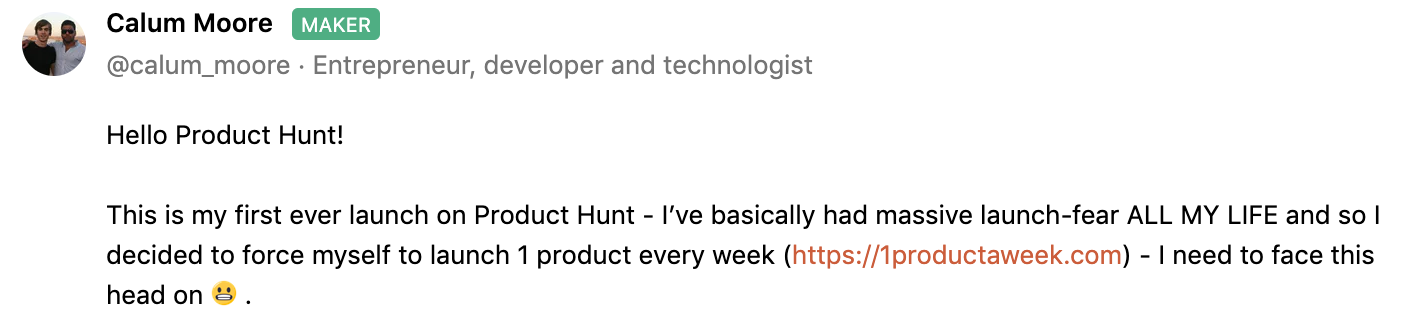 Calum Moore MAKER
@calum_moore · Entrepreneur, developer and technologist
Hello Product Hunt!
This is my first ever launch on Product Hunt - I’ve basically had massive launch-fear ALL MY LIFE and so I
decided to force myself to launch 1 product every week (https://1productaweek.com) - I need to face this
head on 😬 .